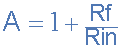 A = 1 + Rf/Rin